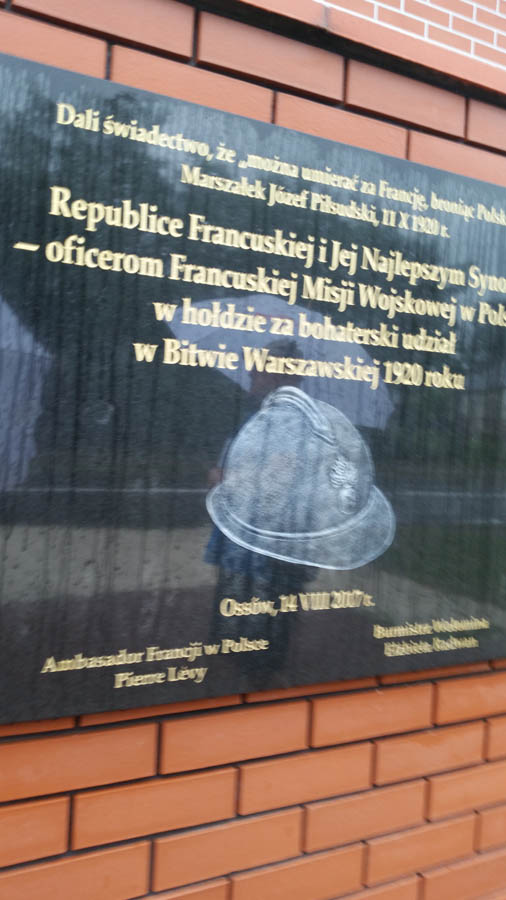 Dali świadectwo, że „można umierać za Francję, broniąc Polsk
Marszałek Józef Piłsudski, 11 X 1920 r.
Republice Francuskiej i Jej Najlepszym Syno
– oficerom Francuskiej Misji Wojskowej w Pols
w hołdzie za bohaterski udział
w Bitwie Warszawskiej 1920 roku
Ossów, 14 VIII 2017 r.
Ambasador Francji w Polsce
Pierre Lévy
Burmistrz Wołomina
Elżbieta Radwan